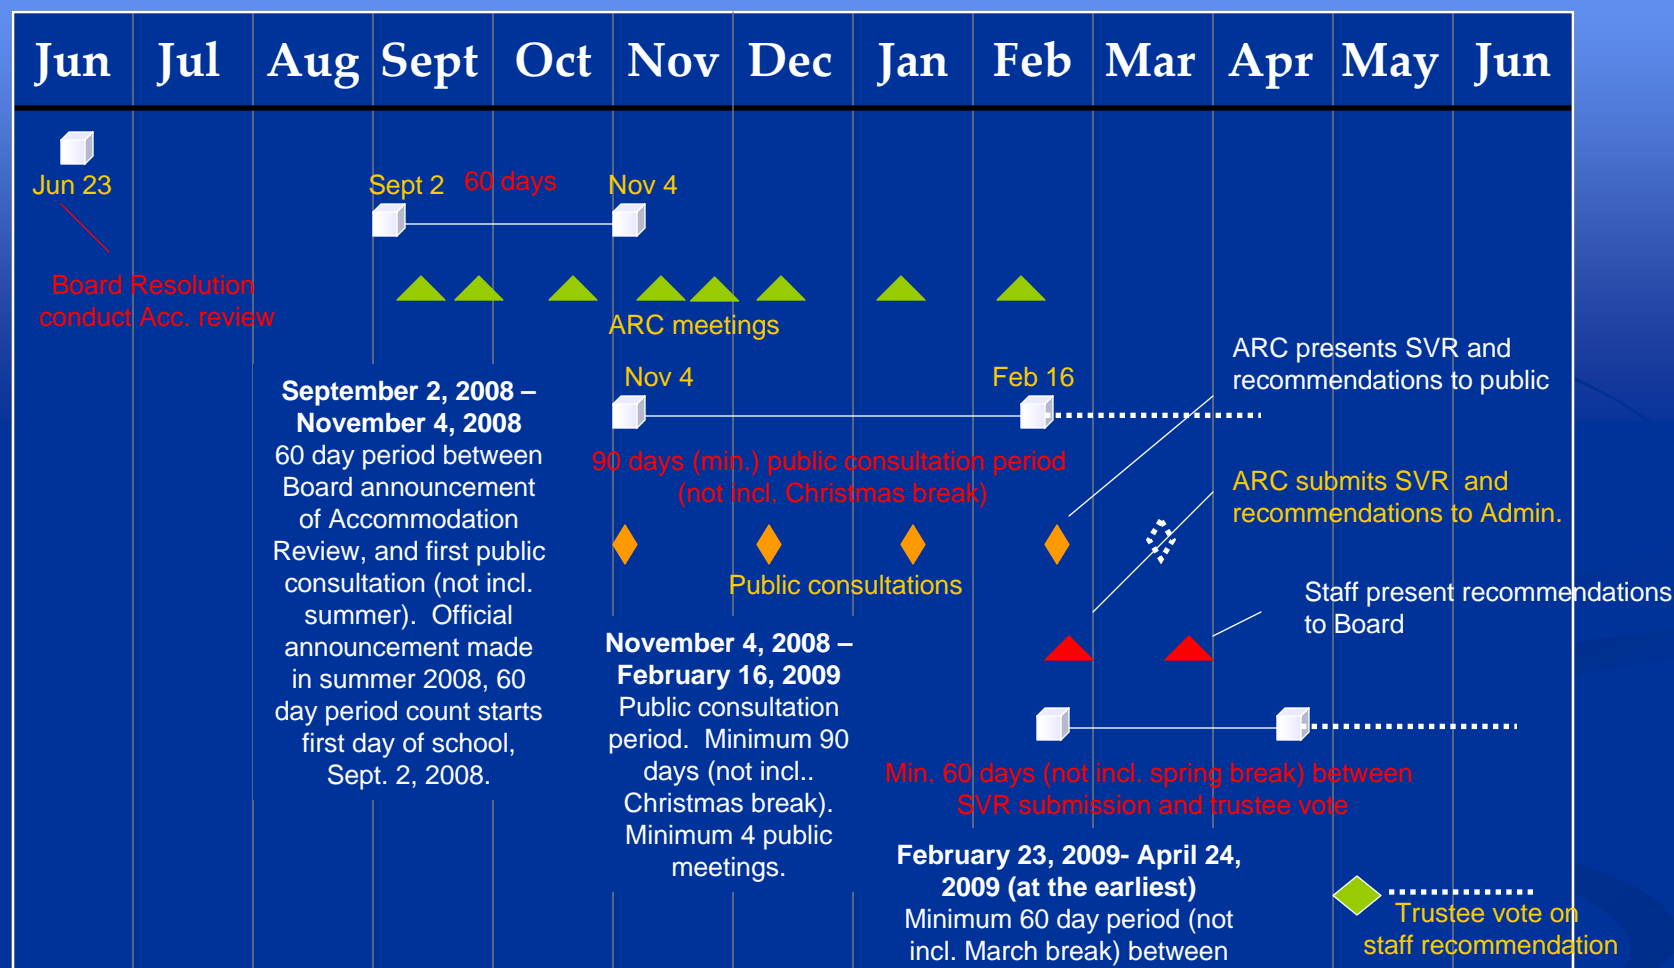 Jun Jul Aug Sept Oct Nov Dec Jan Feb Mar Apr May Jun
Jun 23
Sept 2 60 days Nov 4
Board Resolution
conduct Acc. review
ARC meetings
Nov 4 Feb 16
ARC presents SVR and
recommendations to public
September 2, 2008 –
November 4, 2008
60 day period between
Board announcement
of Accommodation
Review, and first public
consultation (not incl.
summer). Official
announcement made
in summer 2008, 60
day period count starts
first day of school,
Sept. 2, 2008.
90 days (min.) public consultation period
(not incl. Christmas break)
ARC submits SVR and
recommendations to Admin.
Public consultations
Staff present recommendations
to Board
November 4, 2008 –
February 16, 2009
Public consultation
period. Minimum 90
days (not incl..
Christmas break).
Minimum 4 public
meetings.
Min. 60 days (not incl. spring break) between
SVR submission and trustee vote
February 23, 2009- April 24,
2009 (at the earliest)
Minimum 60 day period (not
incl. March break) between
Trustee vote on
staff recommendation